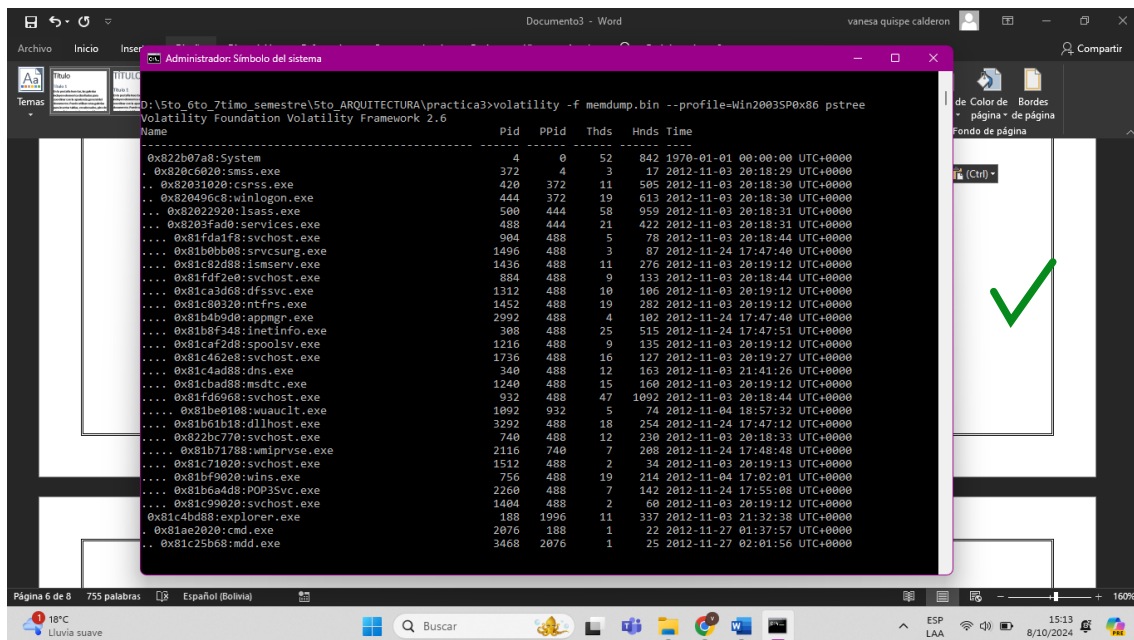 Documento3 - Word
vanesa quispe calderon
Archivo Inicio Inser
Compartir
Administrador: Símbolo del sistema
Temas
Título
TÍTULO
de Color de Bordes
página de página
Fondo de página
(Ctrl)
D:\5to_6to_7timo_semestre\5to_ARQUITECTURA\practica3>volatility -f memdump.bin --profile=Win2003SP0x86 pstree
Volatility Foundation Volatility Framework 2.6
Name Pid PPid Thds Hnds Time
-------------------------------------------------- ------ ------ ------ ------ ----
0x822b07a8:System 4 0 52 842 1970-01-01 00:00:00 UTC+0000
. 0x820c6020:smss.exe 372 4 3 17 2012-11-03 20:18:29 UTC+0000
.. 0x82031020:csrss.exe 420 372 11 505 2012-11-03 20:18:30 UTC+0000
.. 0x820496c8:winlogon.exe 444 372 19 613 2012-11-03 20:18:30 UTC+0000
... 0x82022920:lsass.exe 500 444 58 959 2012-11-03 20:18:31 UTC+0000
... 0x8203fad0:services.exe 488 444 21 422 2012-11-03 20:18:31 UTC+0000
.... 0x81fda1f8:svchost.exe 904 488 5 78 2012-11-03 20:18:44 UTC+0000
.... 0x81b0bb08:srvcsurg.exe 1496 488 3 87 2012-11-24 17:47:40 UTC+0000
.... 0x81c82d88:ismserv.exe 1436 488 11 276 2012-11-03 20:19:12 UTC+0000
.... 0x81fdf2e0:svchost.exe 884 488 9 133 2012-11-03 20:18:44 UTC+0000
.... 0x81ca3d68:dfssvc.exe 1312 488 10 106 2012-11-03 20:19:12 UTC+0000
.... 0x81c80320:ntfrs.exe 1452 488 19 282 2012-11-03 20:19:12 UTC+0000
.... 0x81b4b9d0:appmgr.exe 2992 488 4 102 2012-11-24 17:47:40 UTC+0000
.... 0x81b8f348:inetinfo.exe 308 488 25 515 2012-11-24 17:47:51 UTC+0000
.... 0x81caf2d8:spoolsv.exe 1216 488 9 135 2012-11-03 20:19:12 UTC+0000
.... 0x81c462e8:svchost.exe 1736 488 16 127 2012-11-03 20:19:27 UTC+0000
.... 0x81c4ad88:dns.exe 340 488 12 163 2012-11-03 21:41:26 UTC+0000
.... 0x81cbad88:msdtc.exe 1240 488 15 160 2012-11-03 20:19:12 UTC+0000
.... 0x81fd6968:svchost.exe 932 488 47 1092 2012-11-03 20:18:44 UTC+0000
..... 0x81be0108:wuauclt.exe 1092 932 5 74 2012-11-04 18:57:32 UTC+0000
.... 0x81b61b18:dllhost.exe 3292 488 18 254 2012-11-24 17:47:12 UTC+0000
.... 0x822bc770:svchost.exe 740 488 12 230 2012-11-03 20:18:33 UTC+0000
..... 0x81b71788:wmiprvse.exe 2116 740 7 208 2012-11-24 17:48:48 UTC+0000
.... 0x81c71020:svchost.exe 1512 488 2 34 2012-11-03 20:19:13 UTC+0000
.... 0x81bf9020:wins.exe 756 488 19 214 2012-11-04 17:02:01 UTC+0000
.... 0x81b6a4d8:POP3Svc.exe 2260 488 7 142 2012-11-24 17:55:08 UTC+0000
.... 0x81c99020:svchost.exe 1404 488 2 60 2012-11-03 20:19:12 UTC+0000
0x81c4bd88:explorer.exe 188 1996 11 337 2012-11-03 21:32:38 UTC+0000
. 0x81ae2020:cmd.exe 2076 188 1 22 2012-11-27 01:37:57 UTC+0000
.. 0x81c25b68:mdd.exe 3468 2076 1 25 2012-11-27 02:01:56 UTC+0000
Página 6 de 8 755 palabras Español (Bolivia) 160%
1
18°C
Lluvia suave
Buscar
ESP
LAA
15:13
8/10/2024
PRE